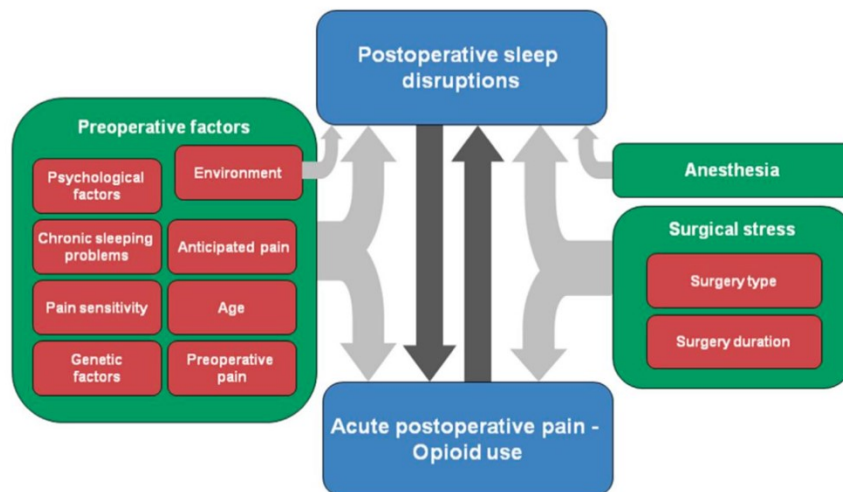 Postoperative sleep
disruptions
Preoperative factors
Psychological
factors
Environment
Chronic sleeping
problems
Anticipated pain
Pain sensitivity
Age
Genetic
factors
Preoperative
pain
Anesthesia
Surgical stress
Surgery type
Surgery duration
Acute postoperative pain -
Opioid use